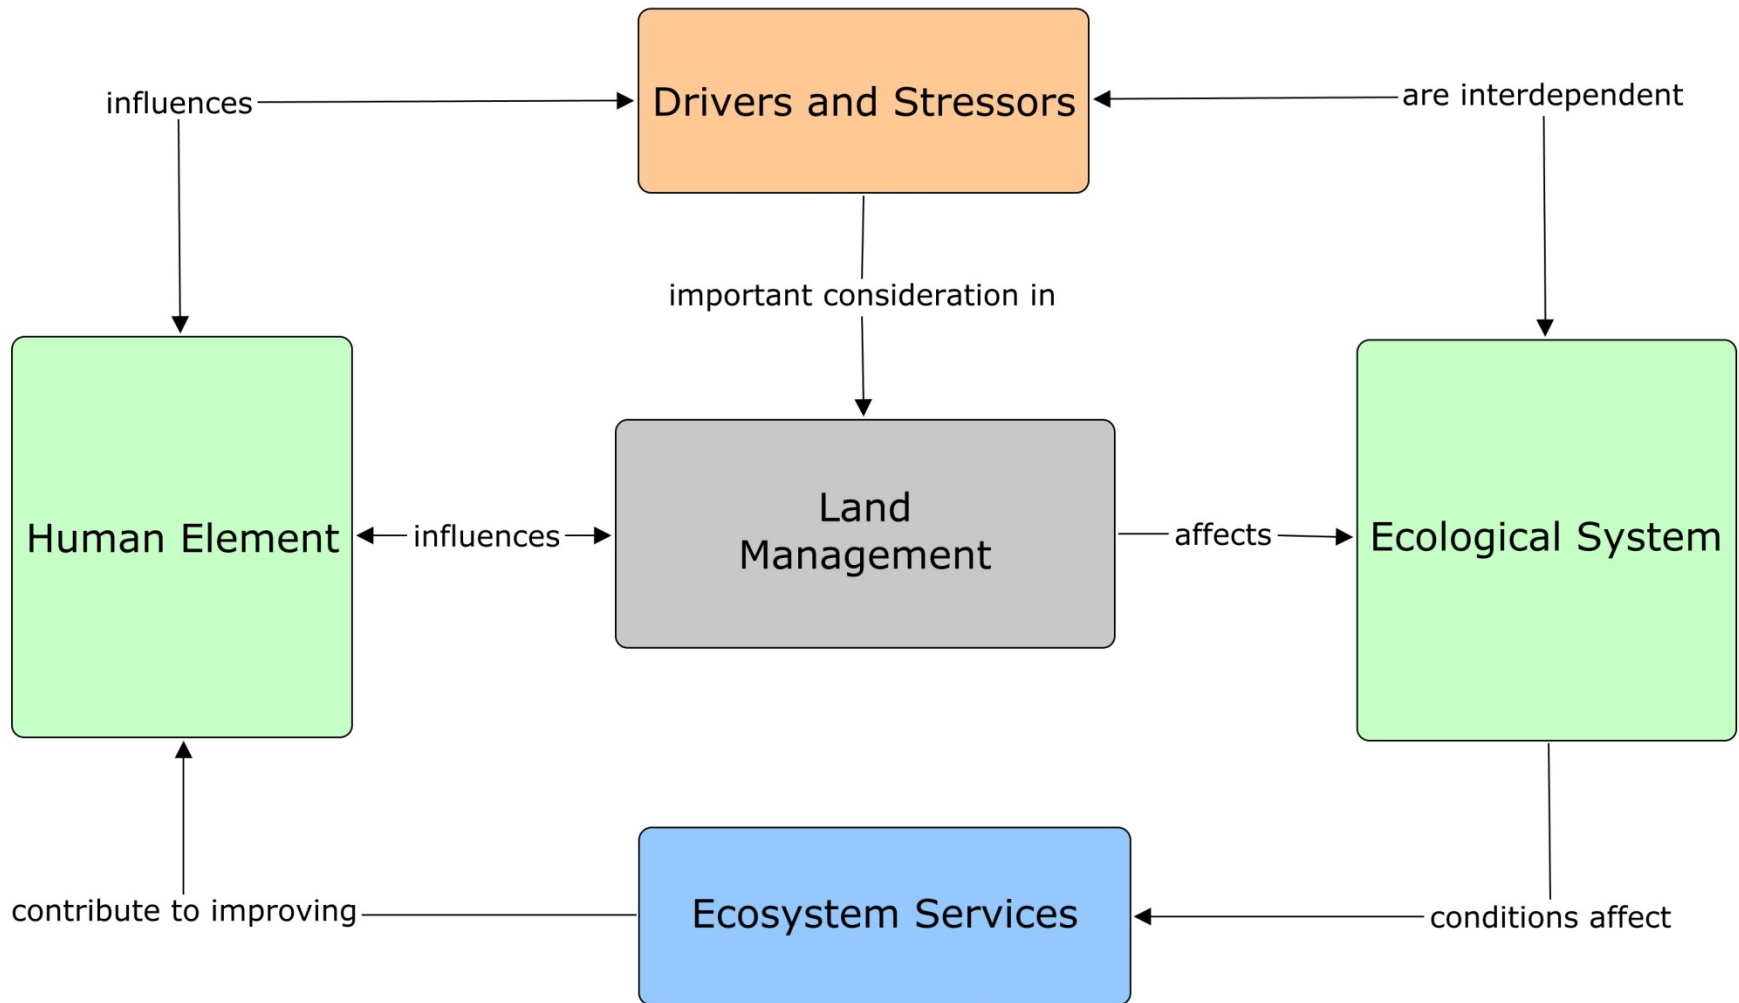 Drivers and Stressors
influences
are interdependent
important consideration in
Human Element
influences
Land
Management
affects
Ecological System
contribute to improving
Ecosystem Services
conditions affect